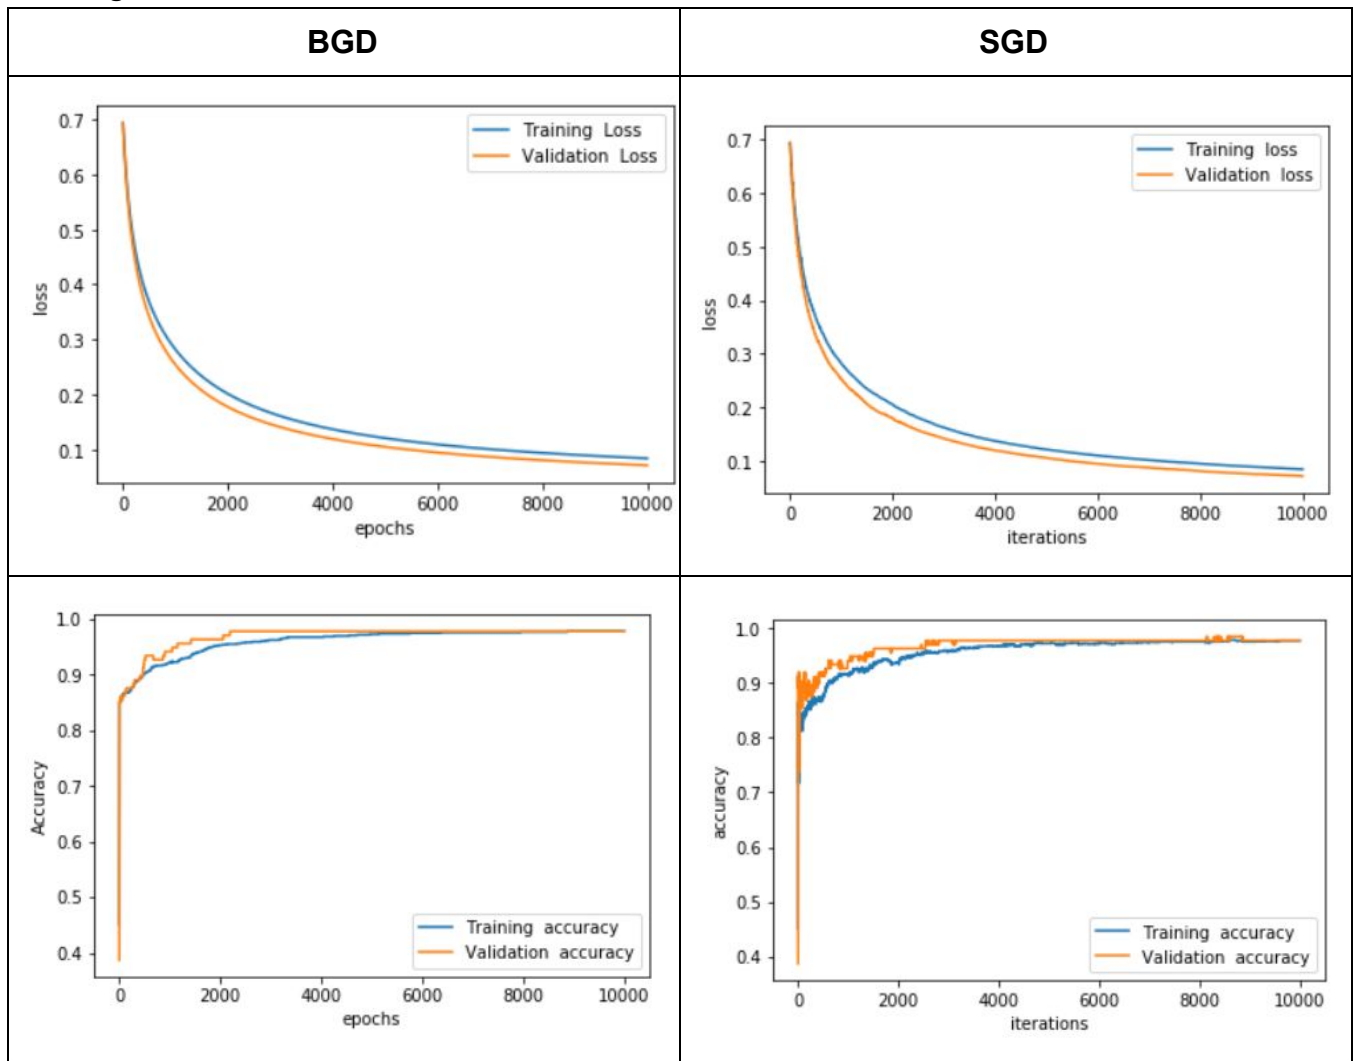 BGD
SGD
0.7
0.6
0.5
0.4
0.3
0.2
0.1
loss
Training Loss
Validation Loss
0 2000 4000 6000 8000 10000
epochs
0.7
0.6
0.5
0.4
0.3
0.2
0.1
loss
Training loss
Validation loss
0 2000 4000 6000 8000 10000
iterations
1.0
0.9
0.8
0.7
0.6
0.5
0.4
Accuracy
Training accuracy
Validation accuracy
0 2000 4000 6000 8000 10000
epochs
1.0
0.9
0.8
0.7
0.6
0.5
0.4
accuracy
Training accuracy
Validation accuracy
0 2000 4000 6000 8000 10000
iterations